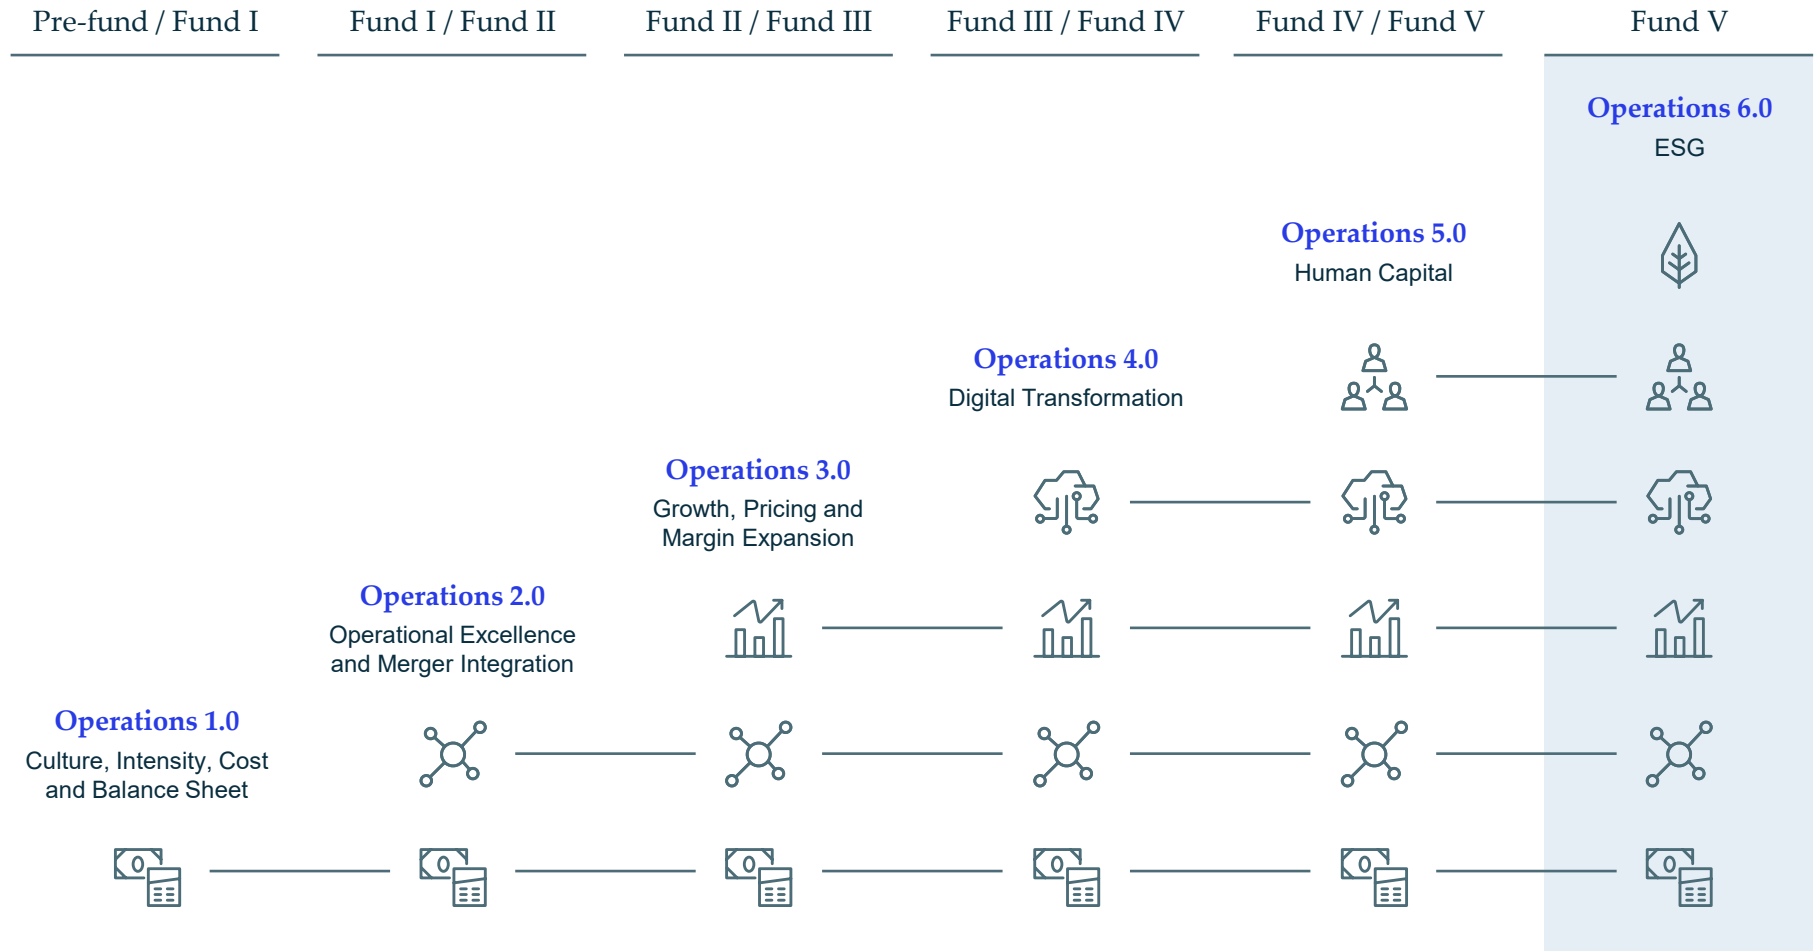 Pre-fund / Fund I
Fund I / Fund II
Fund II / Fund III
Fund III / Fund IV
Fund IV / Fund V
Fund V
Operations 6.0
ESG
Operations 5.0
Human Capital
Operations 4.0
Digital Transformation
Operations 3.0
Growth, Pricing and
Margin Expansion
Operations 2.0
Operational Excellence
and Merger Integration
Operations 1.0
Culture, Intensity, Cost
and Balance Sheet